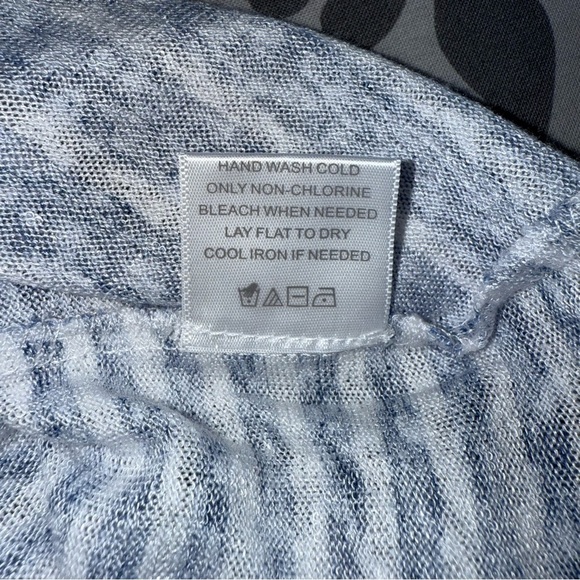 HAND WASH COLD
ONLY NON-CHLORINE
BLEACH WHEN NEEDED
LAY FLAT TO DRY
COOL IRON IF NEEDED